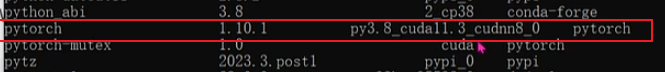 python_abi 3.8 2_cp38 conda-forge
pytorch 1.10.1 py3.8_cuda11.3_cudnn8_0 pytorch
pytorch-mutex 1.0 cuda pytorch
pytz 2023.3.post1 pypi_0 pypi